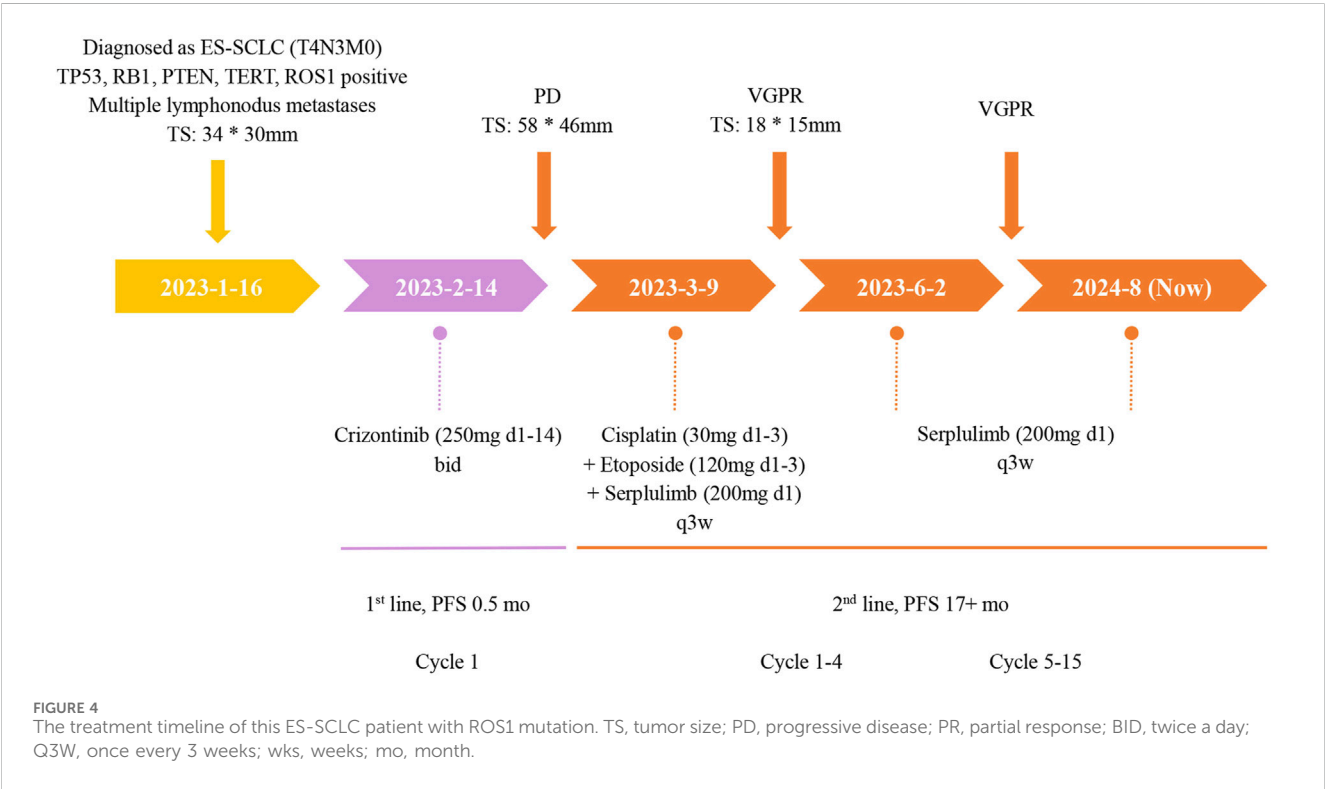 Diagnosed as ES-SCLC (T4N3M0)
TP53, RB1, PTEN, TERT, ROS1 positive
Multiple lymphonodus metastases
TS: 34 * 30mm
PD
TS: 58 * 46mm
VGPR
TS: 18 * 15mm
VGPR
2023-1-16
2023-2-14
2023-3-9
2023-6-2
2024-8 (Now)
Crizontinib (250mg d1-14)
bid
Cisplatin (30mg d1-3)
+ Etoposide (120mg d1-3)
+ Serplulimb (200mg d1)
q3w
Serplulimb (200mg d1)
q3w
1st line, PFS 0.5 mo
2nd line, PFS 17+ mo
Cycle 1
Cycle 1-4
Cycle 5-15
FIGURE 4
The treatment timeline of this ES-SCLC patient with ROS1 mutation. TS, tumor size; PD, progressive disease; PR, partial response; BID, twice a day;
Q3W, once every 3 weeks; wks, weeks; mo, month.